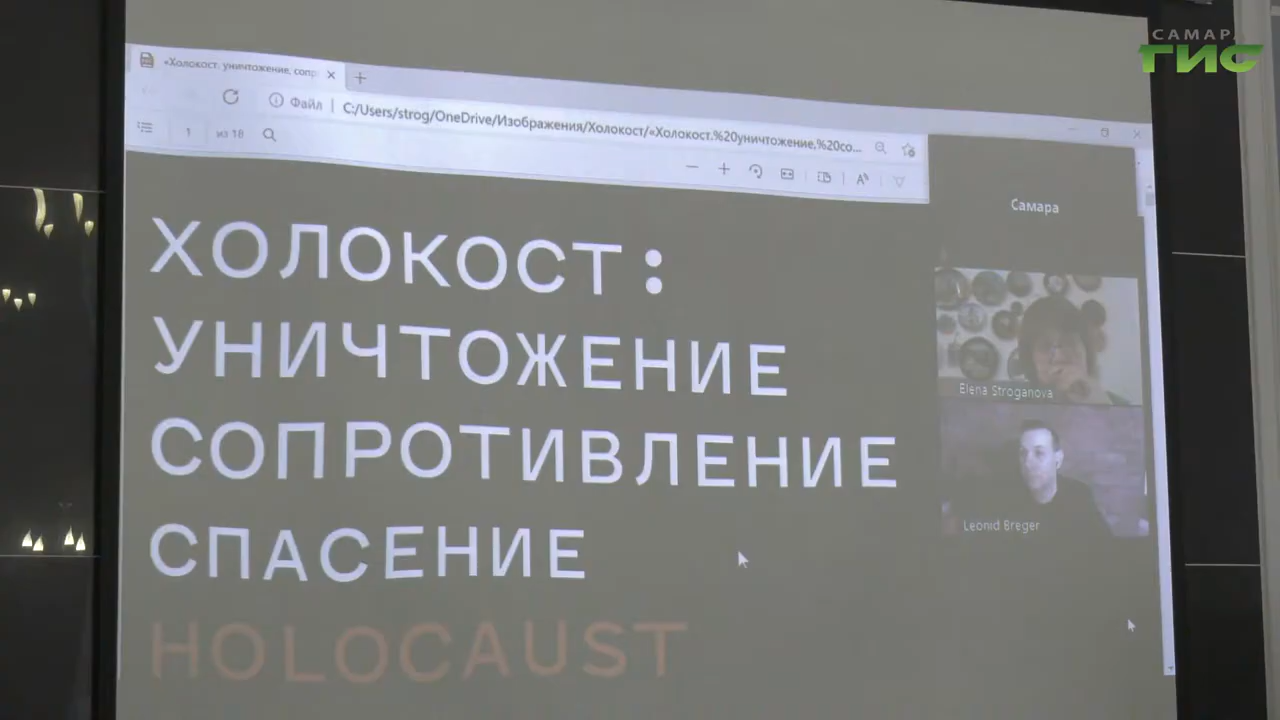 САМАРА
ГИС
«Холокост. уничтожение, сопр
Файл
C:/Users/strog/OneDrive/Изображения/Холокост/«Холокост.%20уничтожение,%20со...
1 из 18
Самара
ХОЛОКОСТ:
УНИЧТОЖЕНИЕ
СОПРОТИВЛЕНИЕ
СПАСЕНИЕ
HOLOCAUST
Elena Stroganova
Leonid Breger